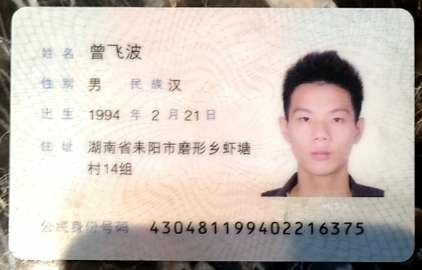 姓名 曾飞波
性别 男 民族 汉
出生 1994 年 2 月 21 日
住址 湖南省耒阳市磨形乡虾塘
村14组
公民身份号码 430481199402216375